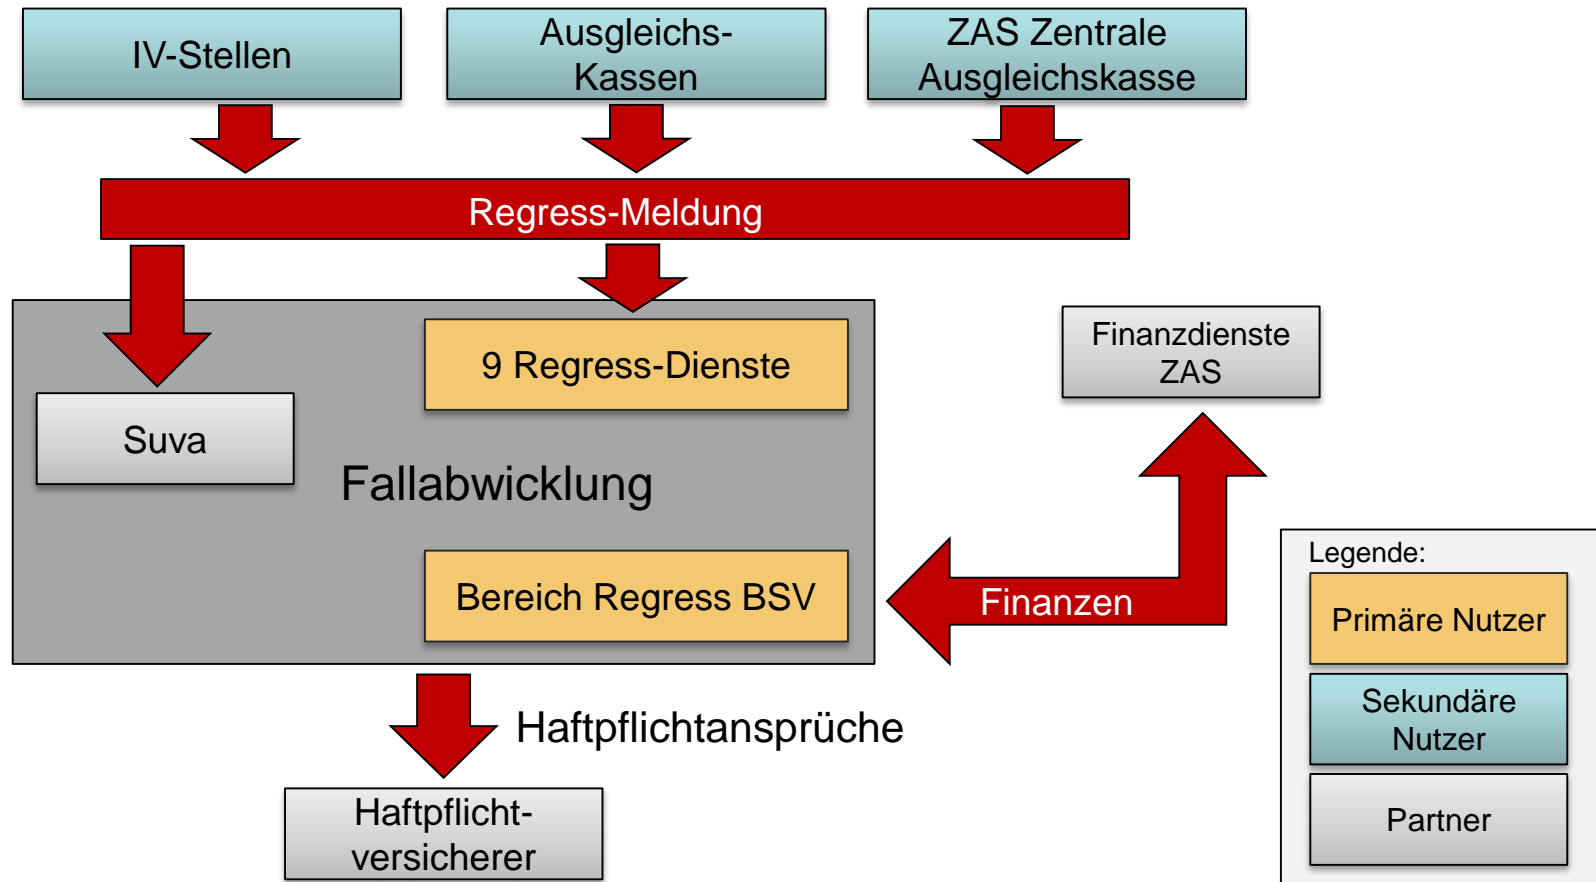 IV-Stellen
Ausgleichs-
Kassen
ZAS Zentrale
Ausgleichskasse
Regress-Meldung
9 Regress-Dienste
Finanzdienste
ZAS
Suva
Fallabwicklung
Bereich Regress BSV
Finanzen
Haftpflichtansprüche
Haftpflicht-
versicherer
Legende:
Primäre Nutzer
Sekundäre
Nutzer
Partner